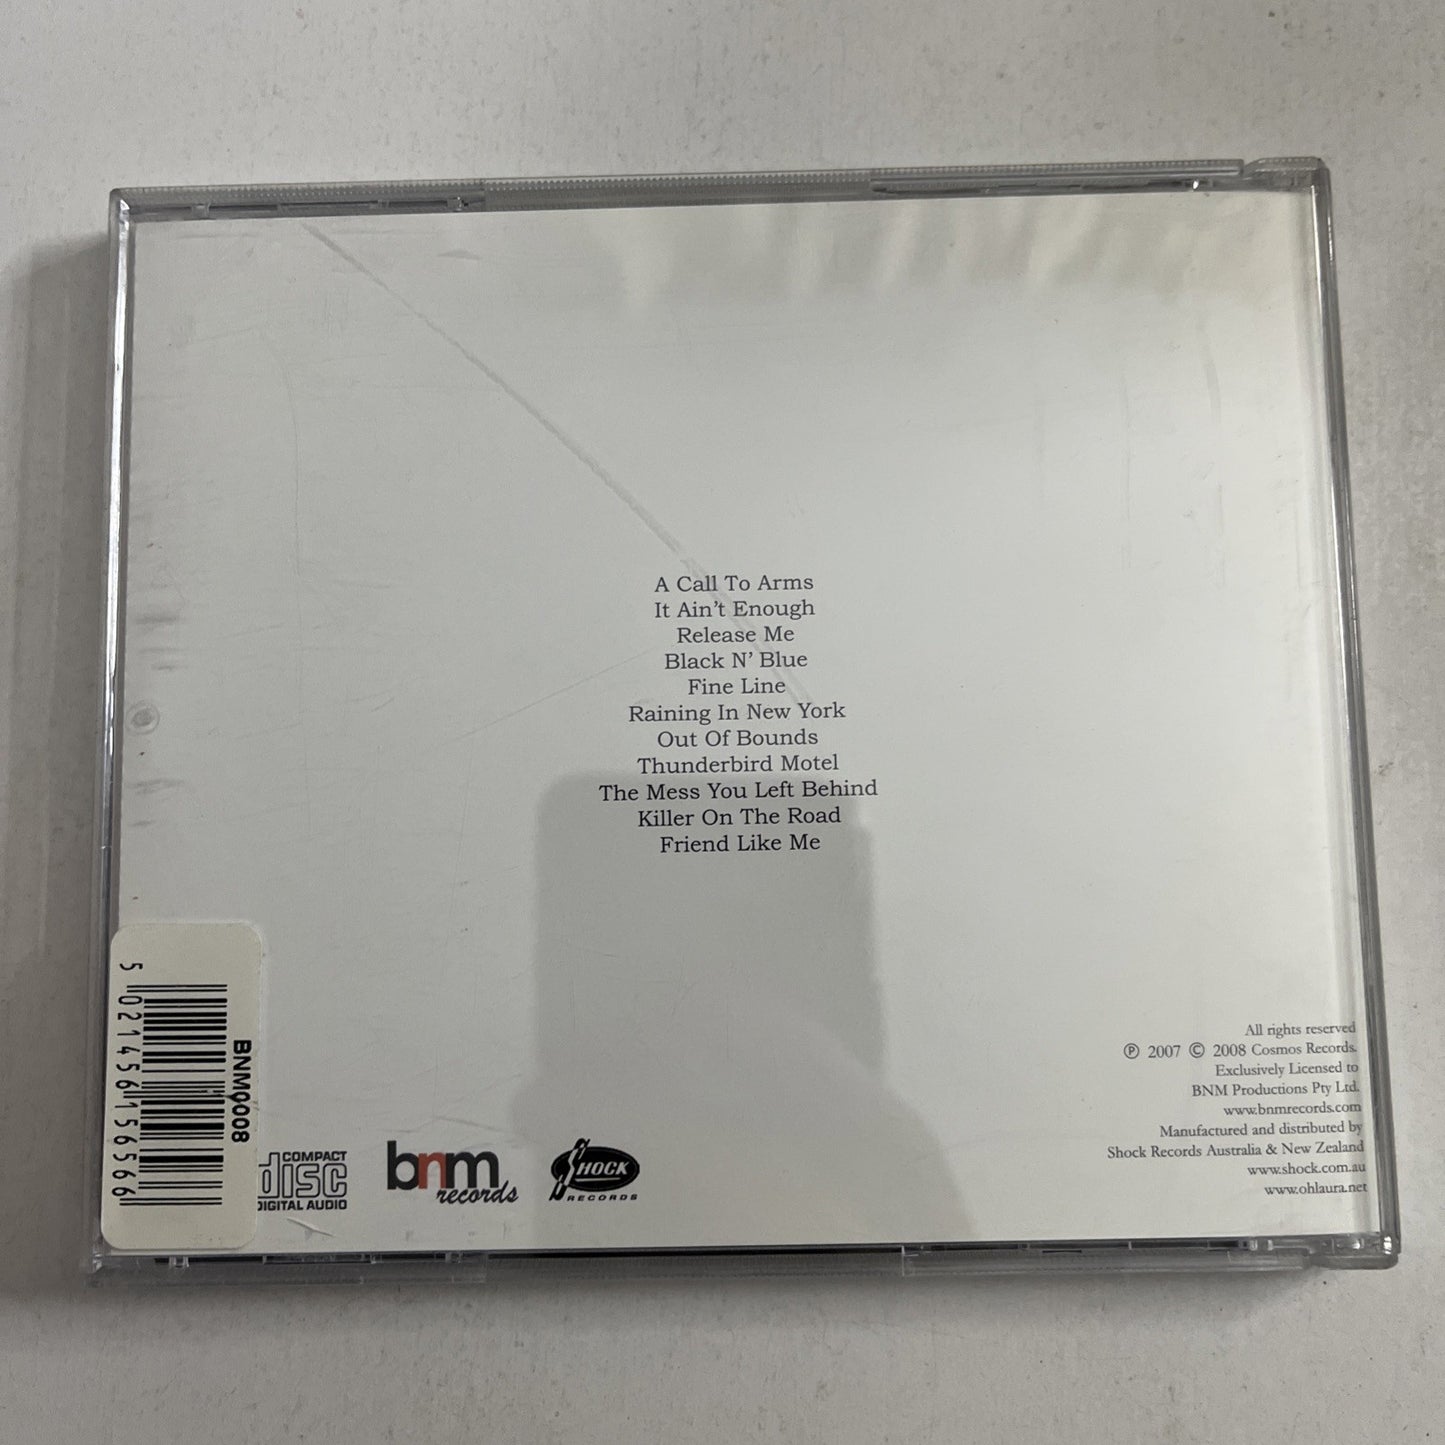 A Call To Arms
It Ain't Enough
Release Me
Black N' Blue
Fine Line
Raining In New York
Out Of Bounds
Thunderbird Motel
The Mess You Left Behind
Killer On The Road
Friend Like Me
5 021456 156566
BNM0008
COMPACT
disc
DIGITAL AUDIO
bnm
records
SHOCK
RECORDS
All rights reserved
℗ 2007 © 2008 Cosmos Records.
Exclusively Licensed to
BNM Productions Pty Ltd.
www.bnmrecords.com
Manufactured and distributed by
Shock Records Australia & New Zealand
www.shock.com.au
www.ohlaura.net